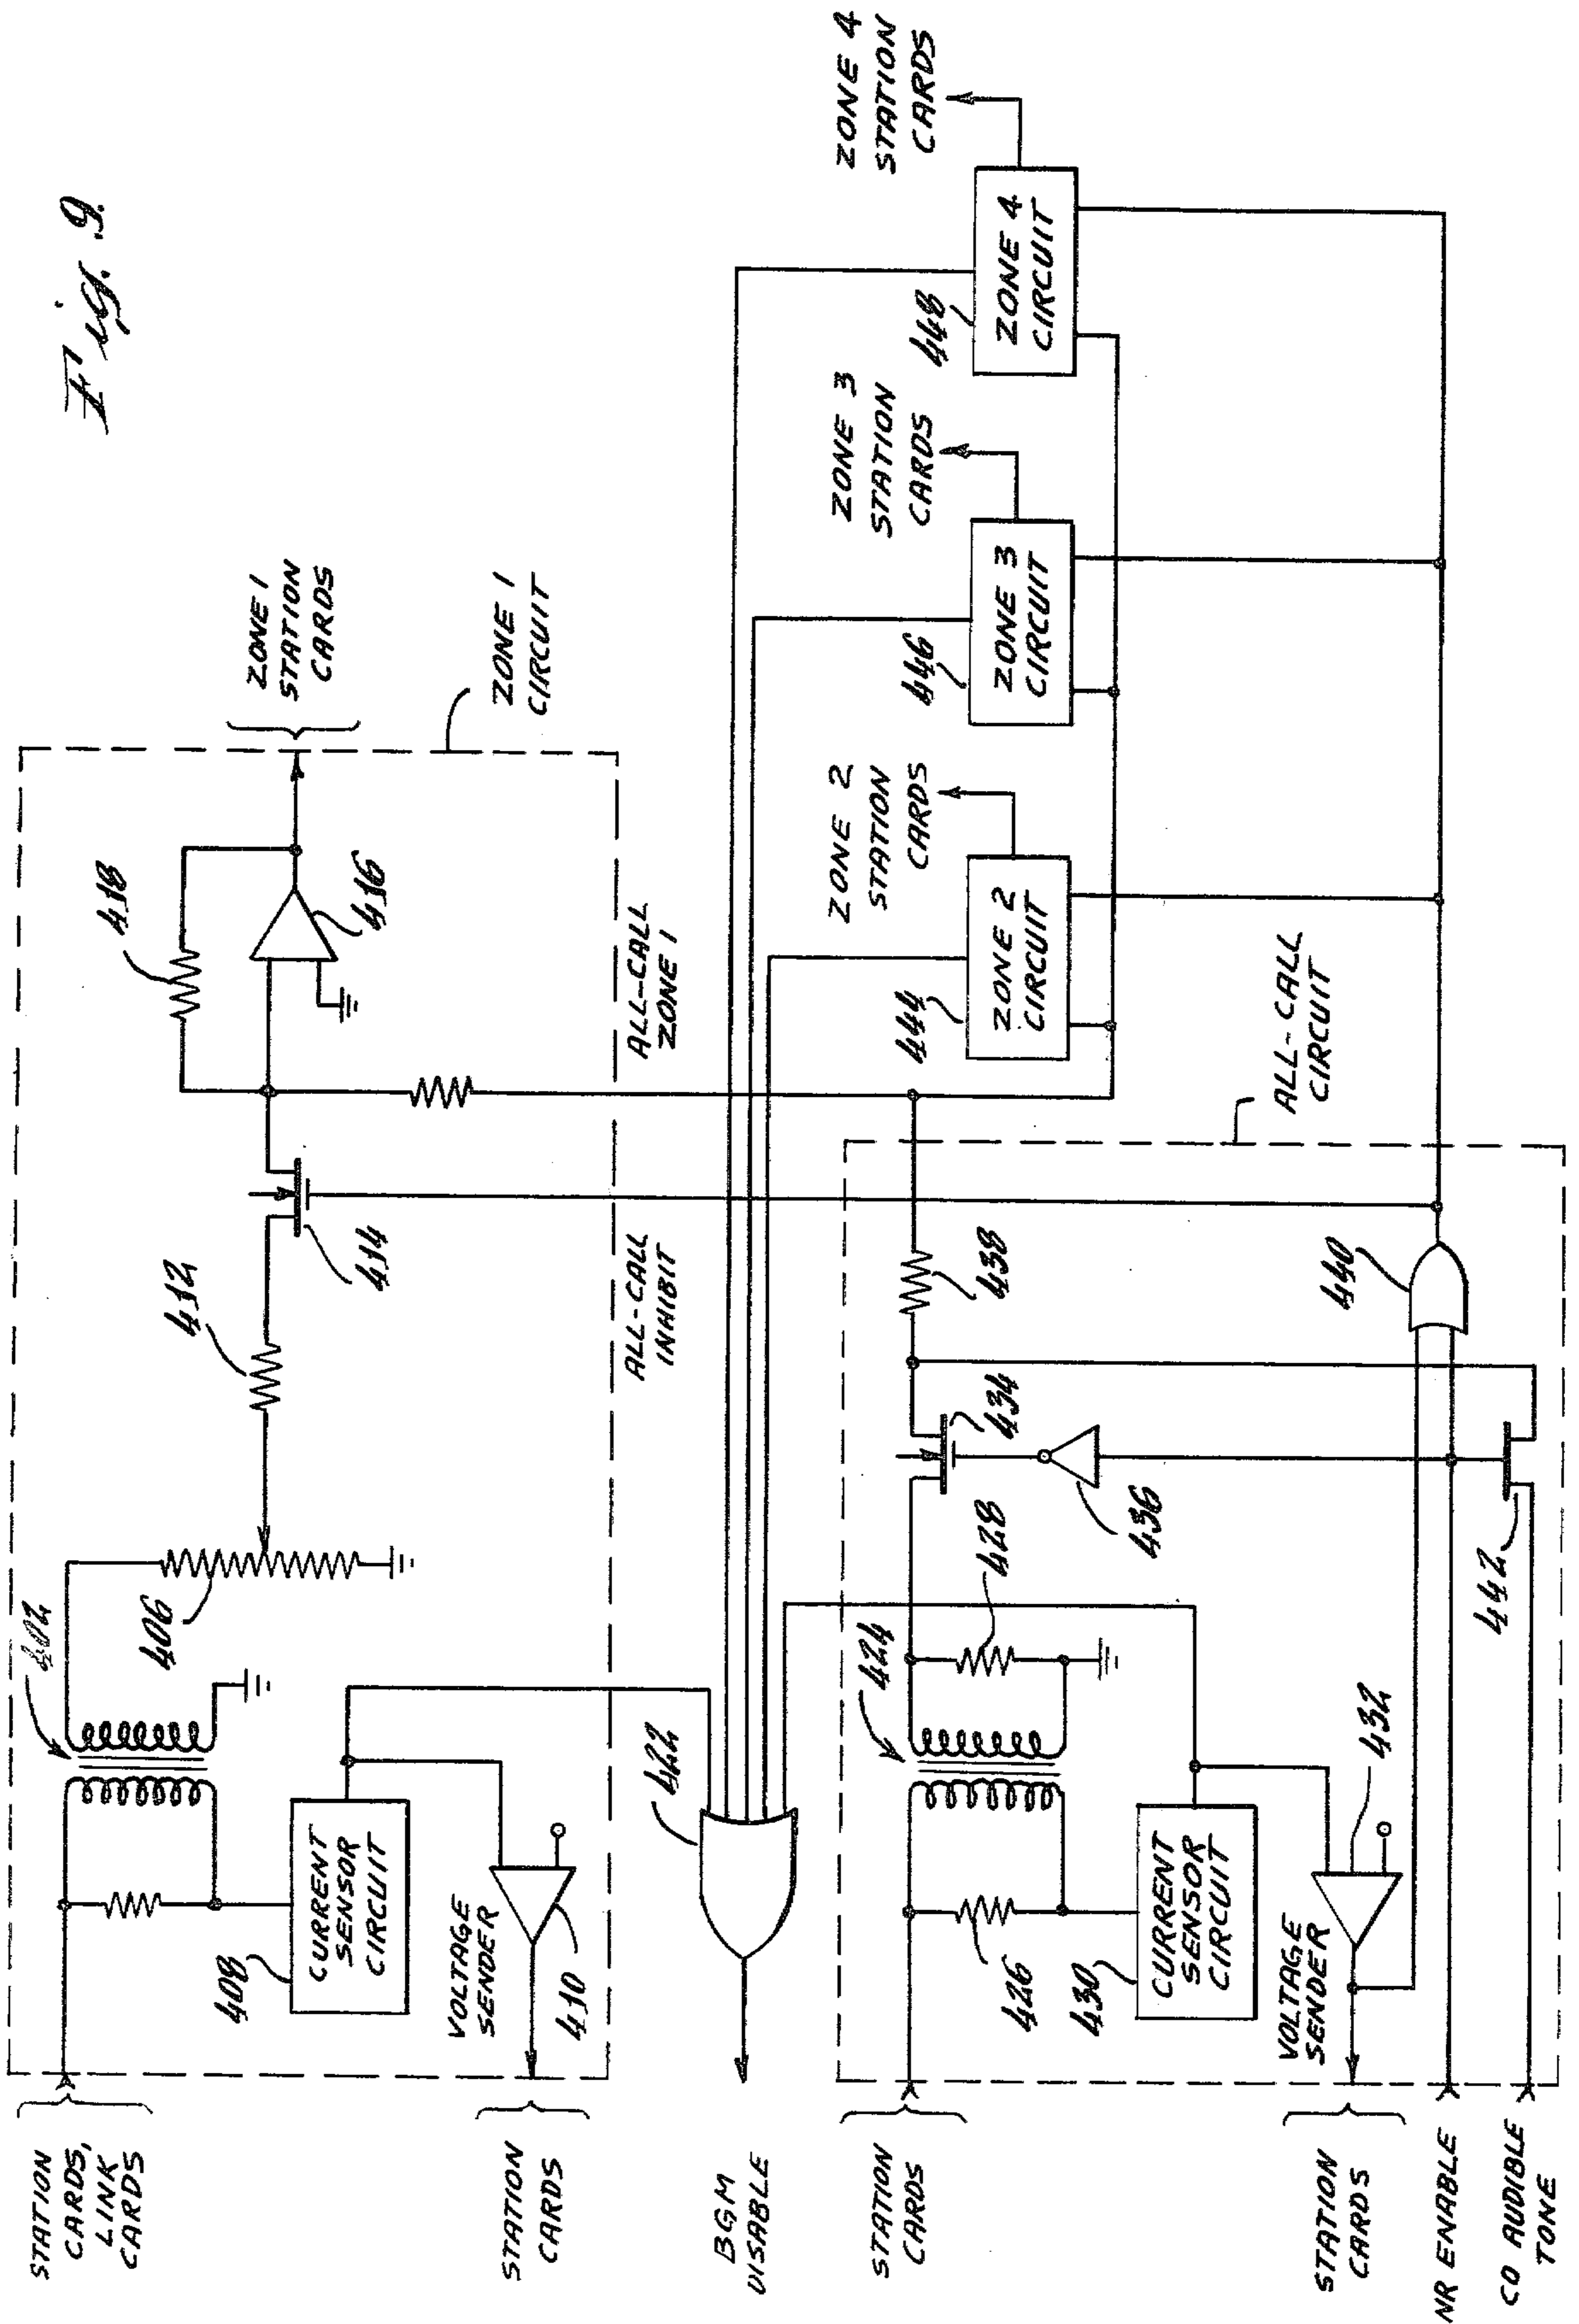 Fig. 9
STATION
CARDS,
LINK
CARDS
402
406
412
414
418
416
ZONE 1
STATION
CARDS
ZONE 1
CIRCUIT
408
CURRENT
SENSOR
CIRCUIT
VOLTAGE
SENDER
410
STATION
CARDS
ALL-CALL
INHIBIT
ALL-CALL
ZONE 1
BGM
DISABLE
422
ZONE 2
STATION
CARDS
444
ZONE 2
CIRCUIT
ZONE 3
STATION
CARDS
446
ZONE 3
CIRCUIT
ZONE 4
STATION
CARDS
448
ZONE 4
CIRCUIT
STATION
CARDS
424
426
428
430
CURRENT
SENSOR
CIRCUIT
VOLTAGE
SENDER
432
434
436
438
440
442
ALL-CALL
CIRCUIT
STATION
CARDS
NR ENABLE
CO AUDIBLE
TONE